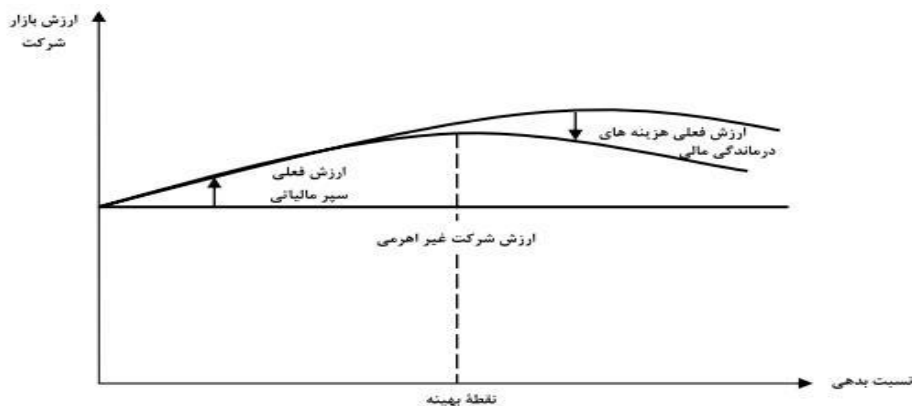 ارزش بازار
شرکت
ارزش فعلی هزینه های
درماندگی مالی
ارزش فعلی
سپر مالیاتی
ارزش شرکت غیر اهرمی
نسبت بدهی
نقطهٔ بهینه